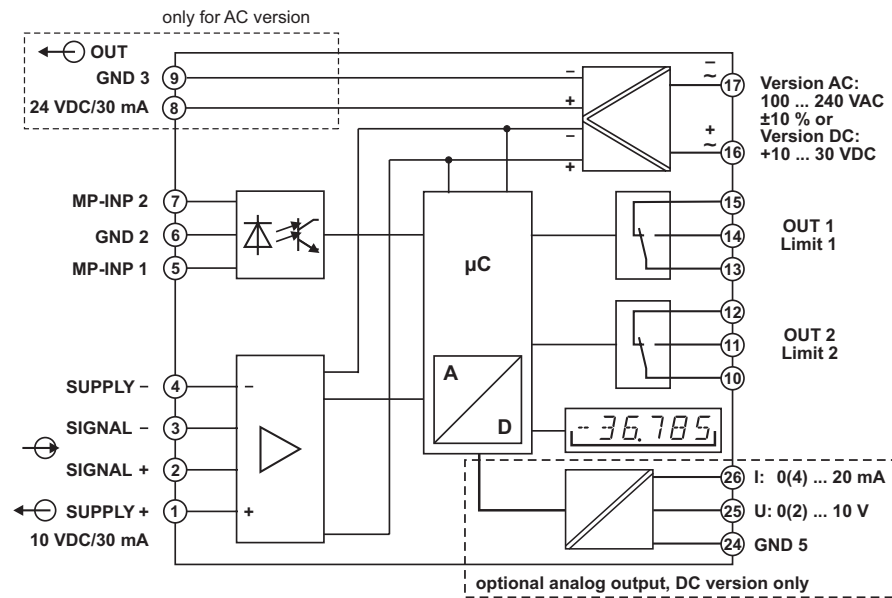 only for AC version
OUT
GND 3
9
24 VDC/30 mA
8
−
+
−
+
−
~
17
+
~
16
Version AC:
100 ... 240 VAC
±10 % or
Version DC:
+10 ... 30 VDC
MP-INP 2
7
GND 2
6
MP-INP 1
5
µC
15
14
13
OUT 1
Limit 1
12
11
10
OUT 2
Limit 2
SUPPLY −
4
−
SIGNAL −
3
SIGNAL +
2
SUPPLY +
1
+
10 VDC/30 mA
A
D
-36.785
26
I: 0(4) ... 20 mA
25
U: 0(2) ... 10 V
24
GND 5
optional analog output, DC version only